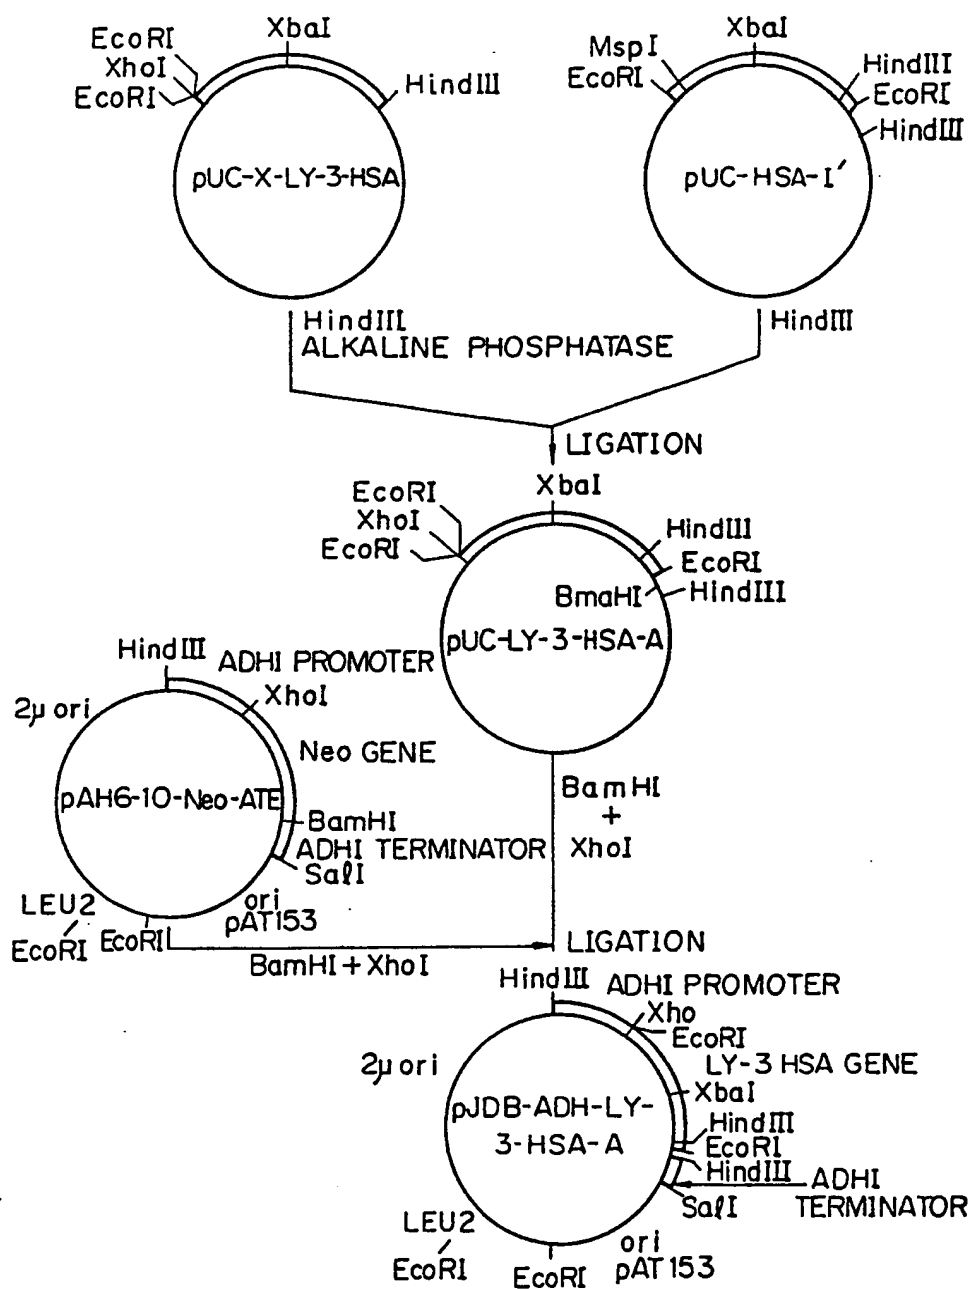 EcoRI
XhoI
EcoRI
XbaI
HindIII
pUC-X-LY-3-HSA
XbaI
MspI
EcoRI
HindIII
EcoRI
HindIII
pUC-HSA-I'
HindIII
ALKALINE PHOSPHATASE
HindIII
LIGATION
XbaI
EcoRI
XhoI
EcoRI
HindIII
EcoRI
BmaHI
HindIII
pUC-LY-3-HSA-A
HindIII
ADHI PROMOTER
XhoI
2μ ori
Neo GENE
pAH6-10-Neo-ATE
BamHI
ADHI TERMINATOR
SalI
ori
pAT153
LEU2
EcoRI
EcoRI
BamHI
+
XhoI
BamHI+XhoI
LIGATION
HindIII
ADHI PROMOTER
Xho
EcoRI
LY-3 HSA GENE
2μ ori
XbaI
pJDB-ADH-LY-
3-HSA-A
HindIII
EcoRI
HindIII
ADHI
TERMINATOR
SalI
LEU2
EcoRI
EcoRI
ori
pAT153